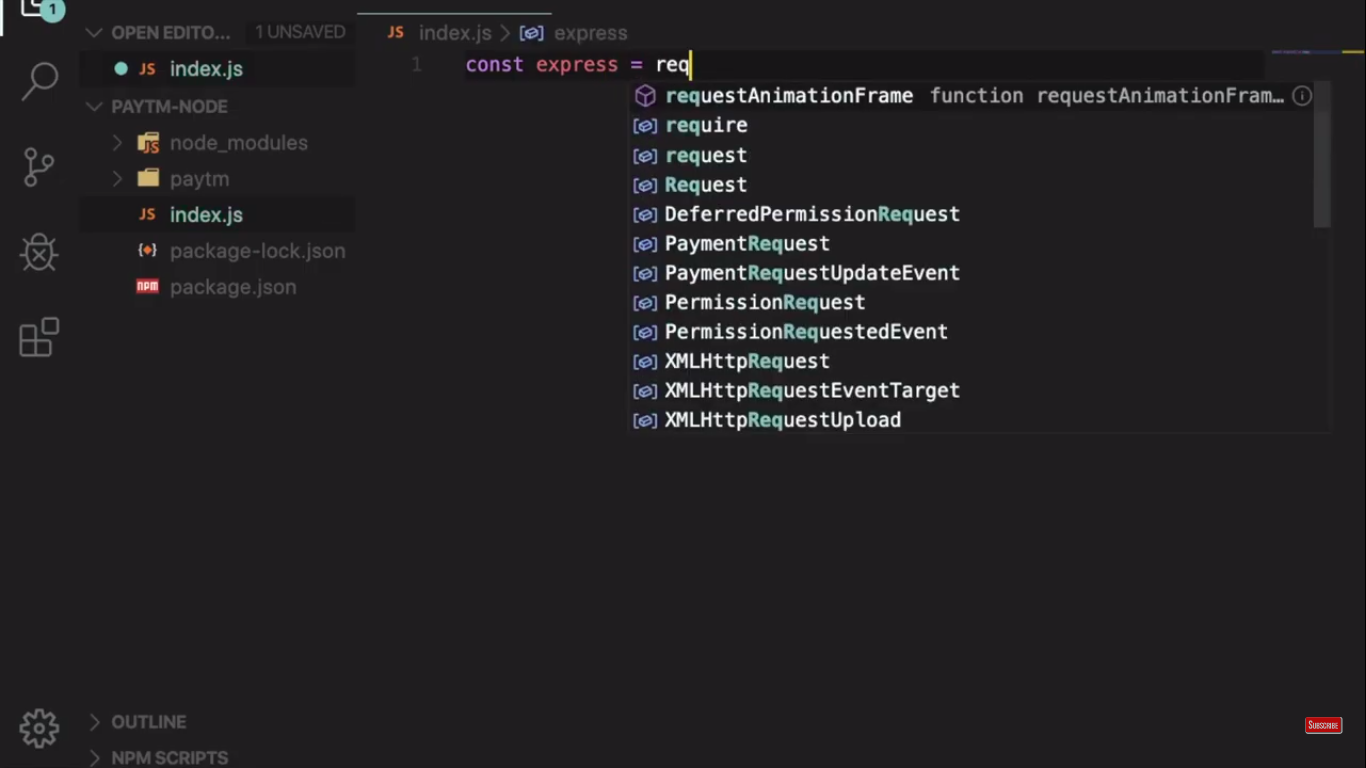 1
OPEN EDITO... 1 UNSAVED
JS index.js
PAYTM-NODE
node_modules
paytm
JS index.js
package-lock.json
npm package.json
OUTLINE
NPM SCRIPTS
JS index.js > express
1 const express = req
requestAnimationFrame function requestAnimationFram...
require
request
Request
DeferredPermissionRequest
PaymentRequest
PaymentRequestUpdateEvent
PermissionRequest
PermissionRequestedEvent
XMLHttpRequest
XMLHttpRequestEventTarget
XMLHttpRequestUpload
SUBSCRIBE